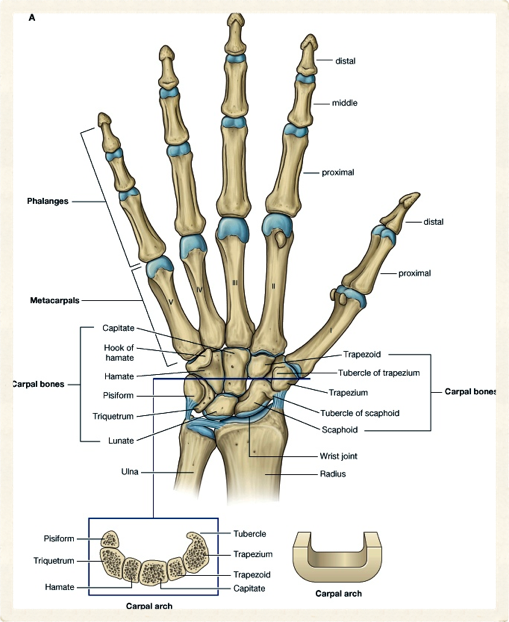 A
distal
middle
proximal
Phalanges
distal
proximal
Metacarpals
V
IV
III
II
I
Capitate
Hook of
hamate
Hamate
Carpal bones
Pisiform
Triquetrum
Lunate
Ulna
Trapezoid
Tubercle of trapezium
Trapezium
Carpal bones
Tubercle of scaphoid
Scaphoid
Wrist joint
Radius
Pisiform
Triquetrum
Hamate
Tubercle
Trapezium
Trapezoid
Capitate
Carpal arch
Carpal arch